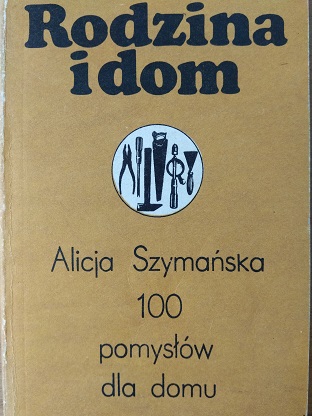 Rodzina
i dom
Alicja Szymańska
100
pomysłów
dla domu